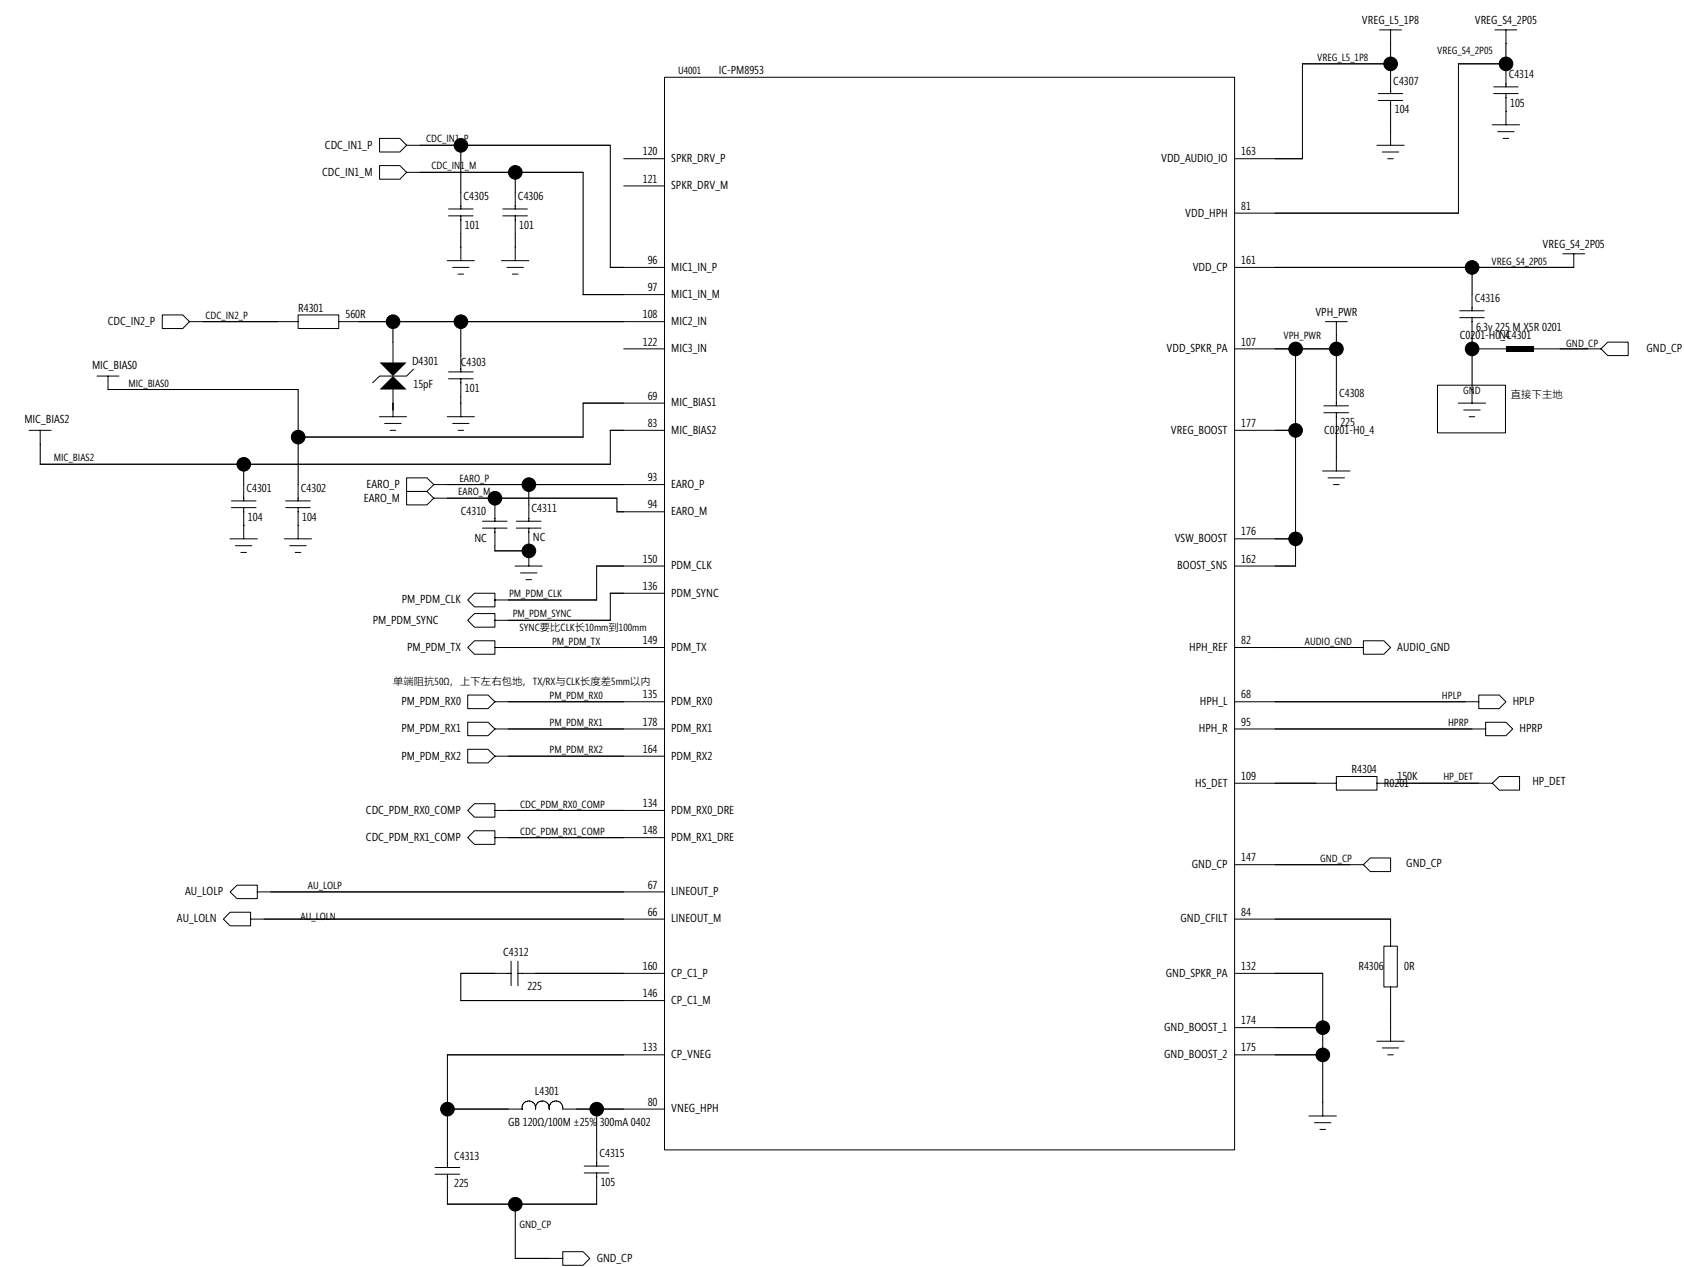 VREG_L5_1P8
VREG_S4_2P05
VREG_L5_1P8
VREG_S4_2P05
U4001
IC-PM8953
C4307
104
C4314
105
CDC_IN1_P
CDC_IN1_P
CDC_IN1_M
CDC_IN1_M
C4305
101
C4306
101
120
SPKR_DRV_P
121
SPKR_DRV_M
96
MIC1_IN_P
97
MIC1_IN_M
CDC_IN2_P
CDC_IN2_P
R4301
560R
108
MIC2_IN
122
MIC3_IN
D4301
15pF
C4303
101
MIC_BIAS0
MIC_BIAS0
MIC_BIAS2
MIC_BIAS2
69
MIC_BIAS1
83
MIC_BIAS2
C4301
104
C4302
104
EARO_P
EARO_P
EARO_M
EARO_M
93
EARO_P
94
EARO_M
C4310
NC
C4311
NC
150
PDM_CLK
PM_PDM_CLK
PM_PDM_CLK
136
PDM_SYNC
PM_PDM_SYNC
PM_PDM_SYNC
SYNC要比CLK长10mm到100mm
PM_PDM_TX
PM_PDM_TX
149
PDM_TX
单端阻抗50Ω，上下左右包地，TX/RX与CLK长度差5mm以内
PM_PDM_RX0
PM_PDM_RX0
135
PDM_RX0
PM_PDM_RX1
PM_PDM_RX1
178
PDM_RX1
PM_PDM_RX2
PM_PDM_RX2
164
PDM_RX2
CDC_PDM_RX0_COMP
CDC_PDM_RX0_COMP
134
PDM_RX0_DRE
CDC_PDM_RX1_COMP
CDC_PDM_RX1_COMP
148
PDM_RX1_DRE
AU_LOLP
AU_LOLP
67
LINEOUT_P
AU_LOLN
AU_LOLN
66
LINEOUT_M
C4312
225
160
CP_C1_P
146
CP_C1_M
133
CP_VNEG
L4301
GB 120Ω/100M ±25% 300mA 0402
80
VNEG_HPH
C4313
225
C4315
105
GND_CP
GND_CP
VDD_AUDIO_IO
163
VDD_HPH
81
VDD_CP
161
VREG_S4_2P05
VREG_S4_2P05
C4316
6.3v 225 M X5R 0201
C0201-H0_4
NC4301
GND_CP
GND_CP
GND
直接下主地
VPH_PWR
VPH_PWR
VDD_SPKR_PA
107
C4308
225
C0201-H0_4
VREG_BOOST
177
VSW_BOOST
176
BOOST_SNS
162
HPH_REF
82
AUDIO_GND
AUDIO_GND
HPH_L
68
HPLP
HPLP
HPH_R
95
HPRP
HPRP
HS_DET
109
R4304
150K
R0201
HP_DET
HP_DET
GND_CP
147
GND_CP
GND_CP
GND_CFILT
84
R4306
0R
GND_SPKR_PA
132
GND_BOOST_1
174
GND_BOOST_2
175